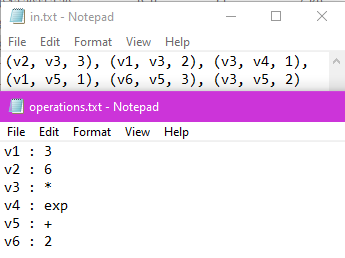 in.txt - Notepad
File Edit Format View Help
(v2, v3, 3), (v1, v3, 2), (v3, v4, 1),
(v1, v5, 1), (v6, v5, 3), (v3, v5, 2)
operations.txt - Notepad
File Edit Format View Help
v1 : 3
v2 : 6
v3 : *
v4 : exp
v5 : +
v6 : 2